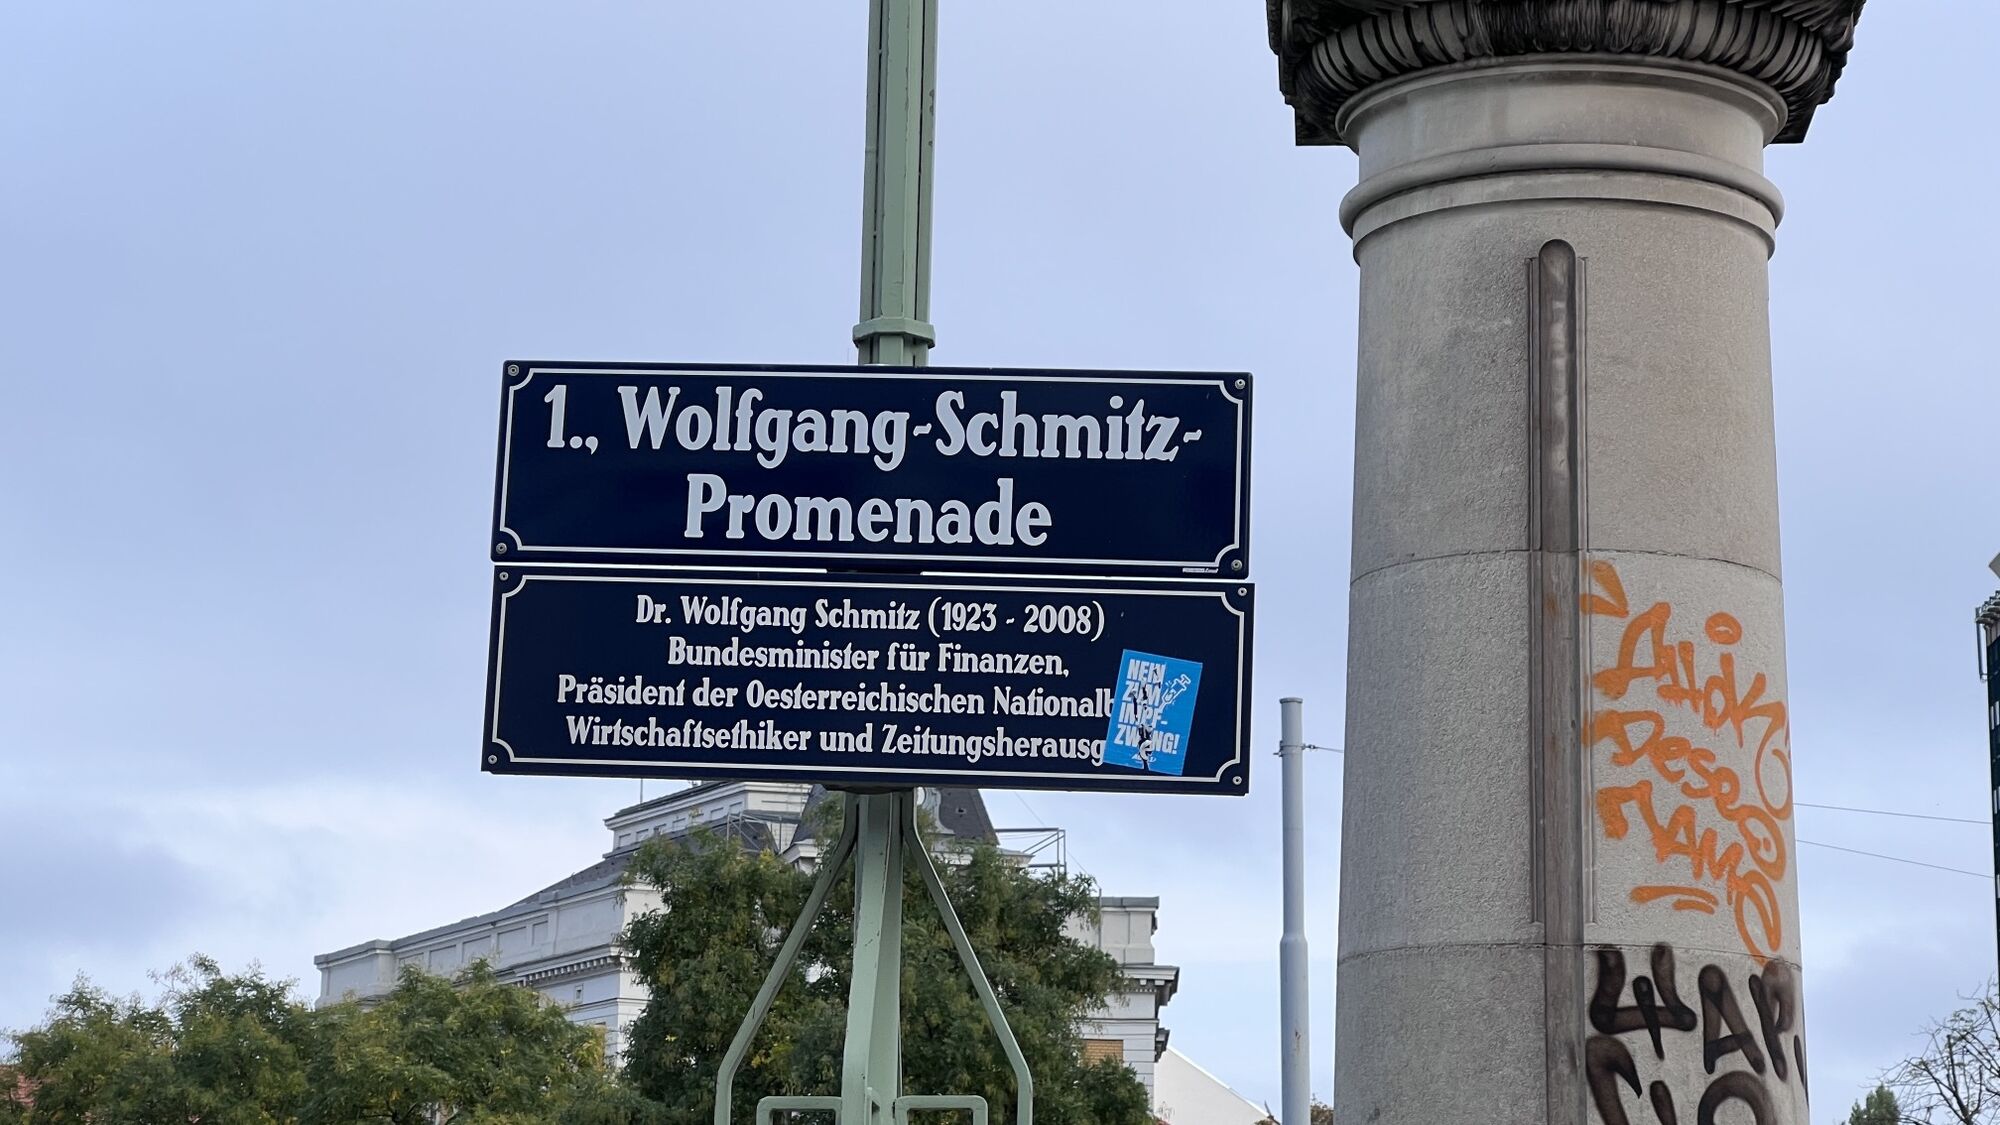 1., Wolfgang-Schmitz-
Promenade
Dr. Wolfgang Schmitz (1923 - 2008)
Bundesminister für Finanzen,
Präsident der Oesterreichischen Nationalb
Wirtschaftsethiker und Zeitungsherausg
NEIN
ZUM
IMPF-
ZWANG!